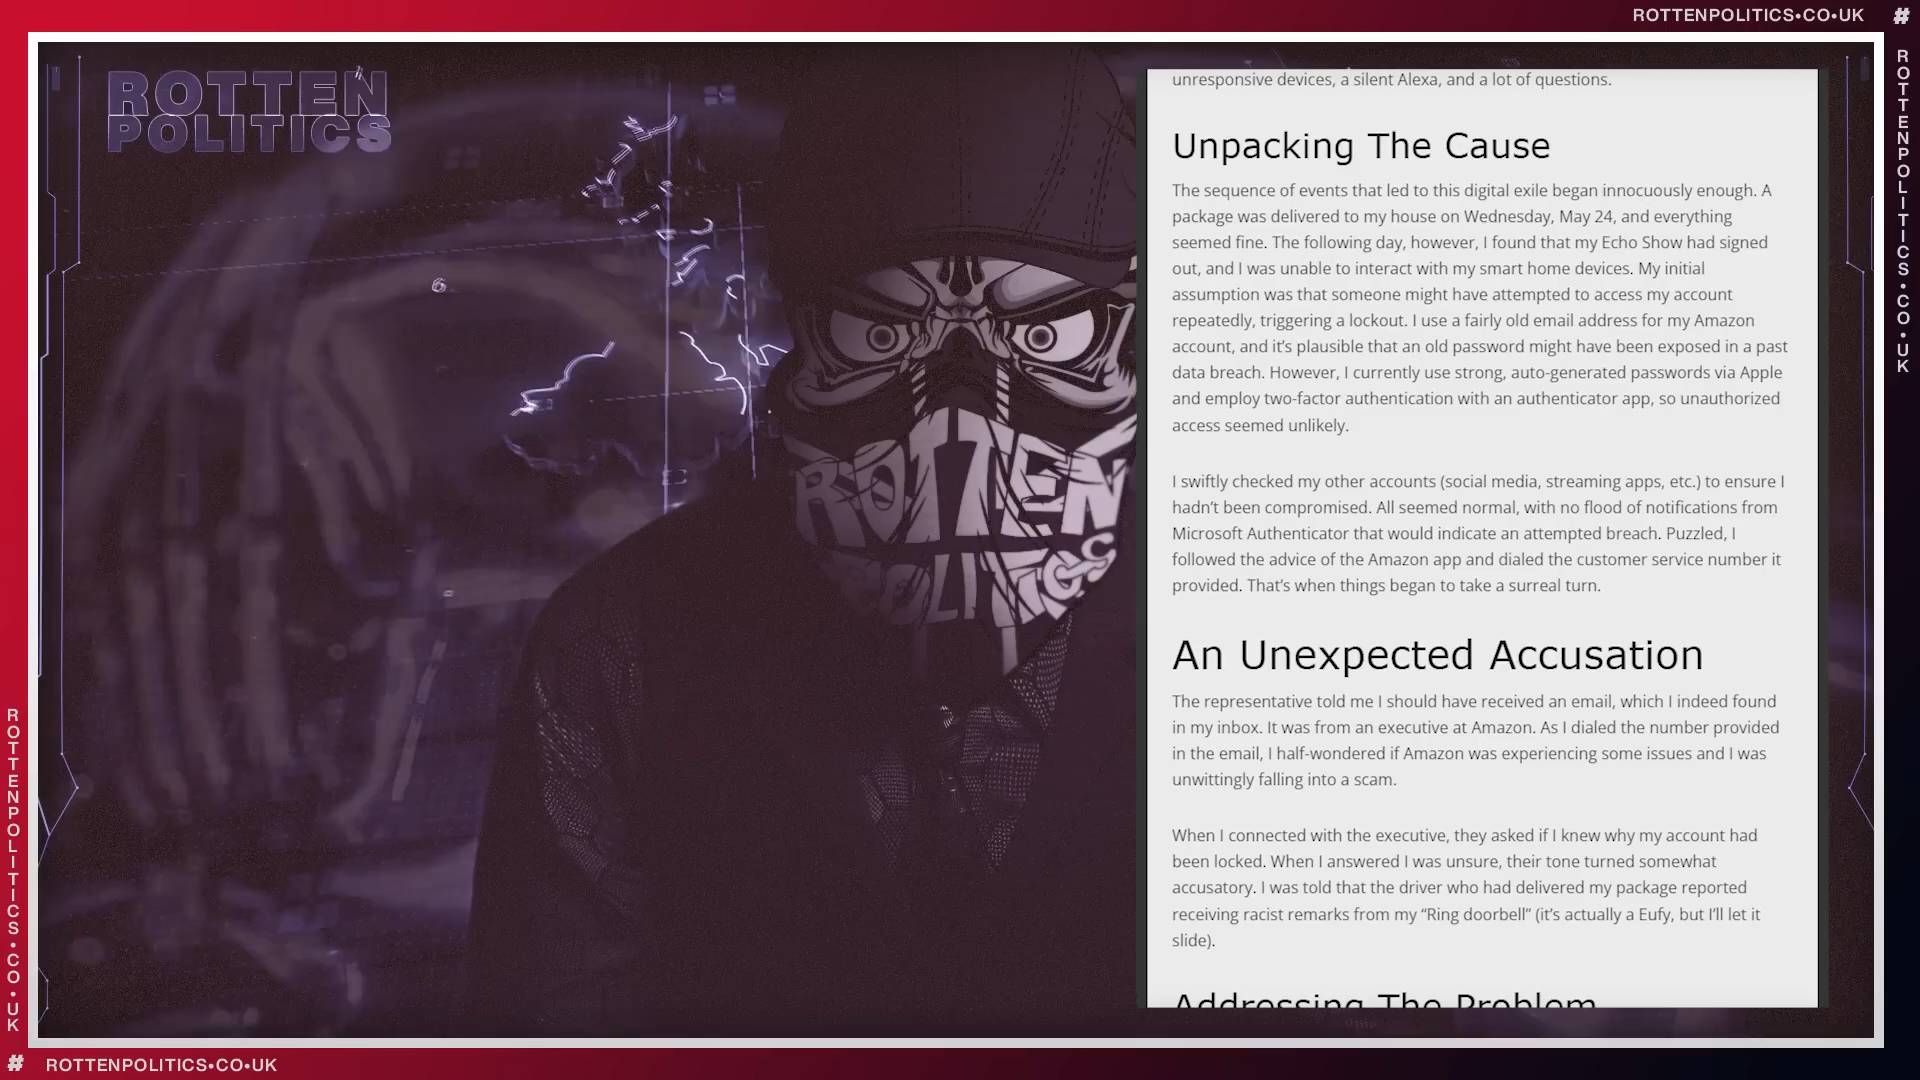 ROTTENPOLITICS•CO•UK #
ROTTENPOLITICS•CO•UK
ROTTEN
POLITICS
unresponsive devices, a silent Alexa, and a lot of questions.
Unpacking The Cause
The sequence of events that led to this digital exile began innocuously enough. A
package was delivered to my house on Wednesday, May 24, and everything
seemed fine. The following day, however, I found that my Echo Show had signed
out, and I was unable to interact with my smart home devices. My initial
assumption was that someone might have attempted to access my account
repeatedly, triggering a lockout. I use a fairly old email address for my Amazon
account, and it’s plausible that an old password might have been exposed in a past
data breach. However, I currently use strong, auto-generated passwords via Apple
and employ two-factor authentication with an authenticator app, so unauthorized
access seemed unlikely.
I swiftly checked my other accounts (social media, streaming apps, etc.) to ensure I
hadn’t been compromised. All seemed normal, with no flood of notifications from
Microsoft Authenticator that would indicate an attempted breach. Puzzled, I
followed the advice of the Amazon app and dialed the customer service number it
provided. That’s when things began to take a surreal turn.
An Unexpected Accusation
The representative told me I should have received an email, which I indeed found
in my inbox. It was from an executive at Amazon. As I dialed the number provided
in the email, I half-wondered if Amazon was experiencing some issues and I was
unwittingly falling into a scam.
When I connected with the executive, they asked if I knew why my account had
been locked. When I answered I was unsure, their tone turned somewhat
accusatory. I was told that the driver who had delivered my package reported
receiving racist remarks from my “Ring doorbell” (it’s actually a Eufy, but I’ll let it
slide).
Addressing The Problem
ROTTEN
POLITICS
ROTTENPOLITICS•CO•UK
# ROTTENPOLITICS•CO•UK